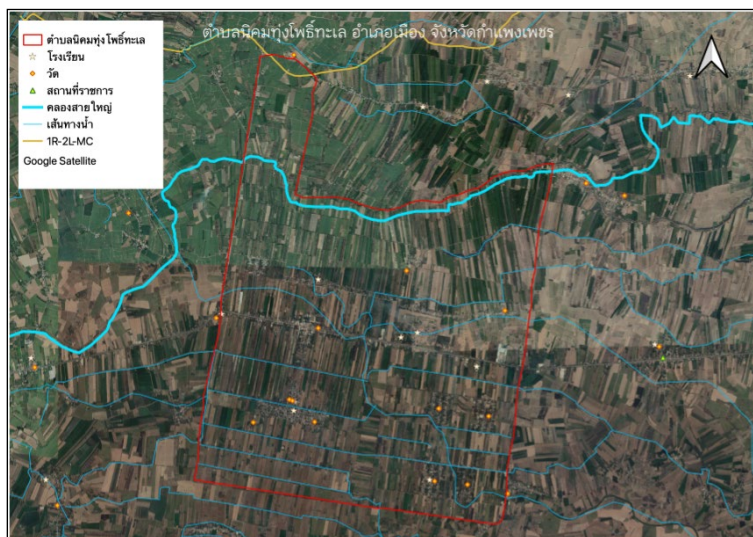 ตำบลนิคมทุ่งโพธิ์ทะเล อำเภอเมือง จังหวัดกำแพงเพชร
ตำบลนิคมทุ่งโพธิ์ทะเล
โรงเรียน
วัด
สถานที่ราชการ
คลองสายใหญ่
เส้นทางน้ำ
1R-2L-MC
Google Satellite